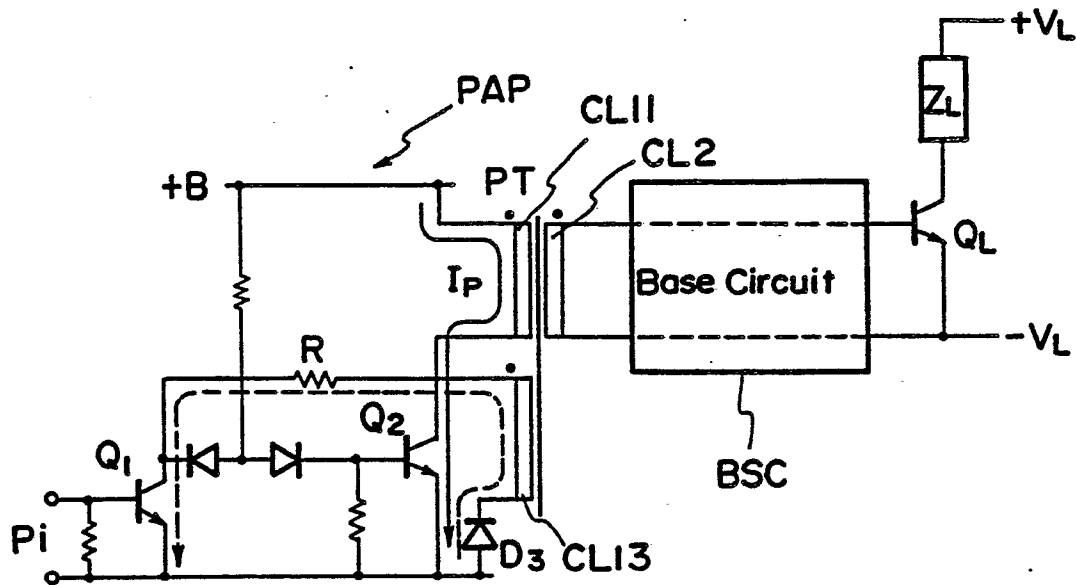 PAP
CL11
CL2
+VL
ZL
+B
PT
QL
IP
Base Circuit
-VL
R
Q2
Q1
BSC
Pi
D3
CL13